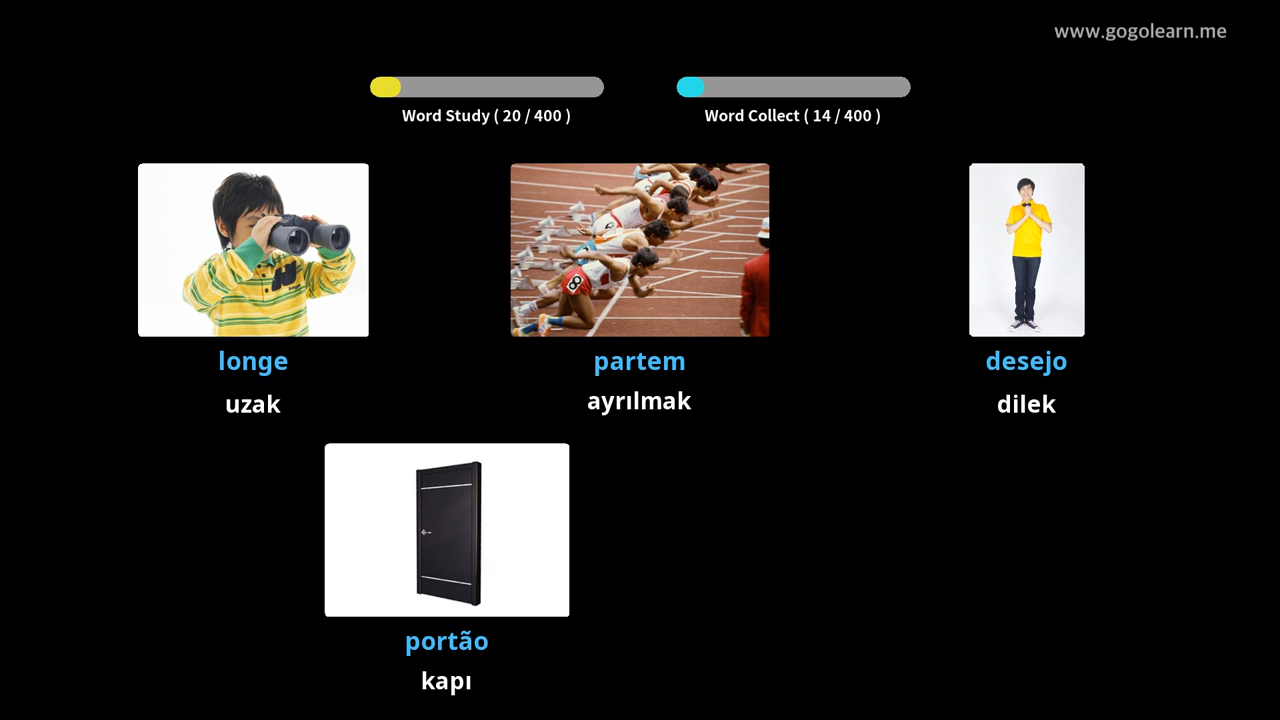 www.gogolearn.me
Word Study ( 20 / 400 )
Word Collect ( 14 / 400 )
longe
partem
desejo
uzak
ayrılmak
dilek
portão
kapı